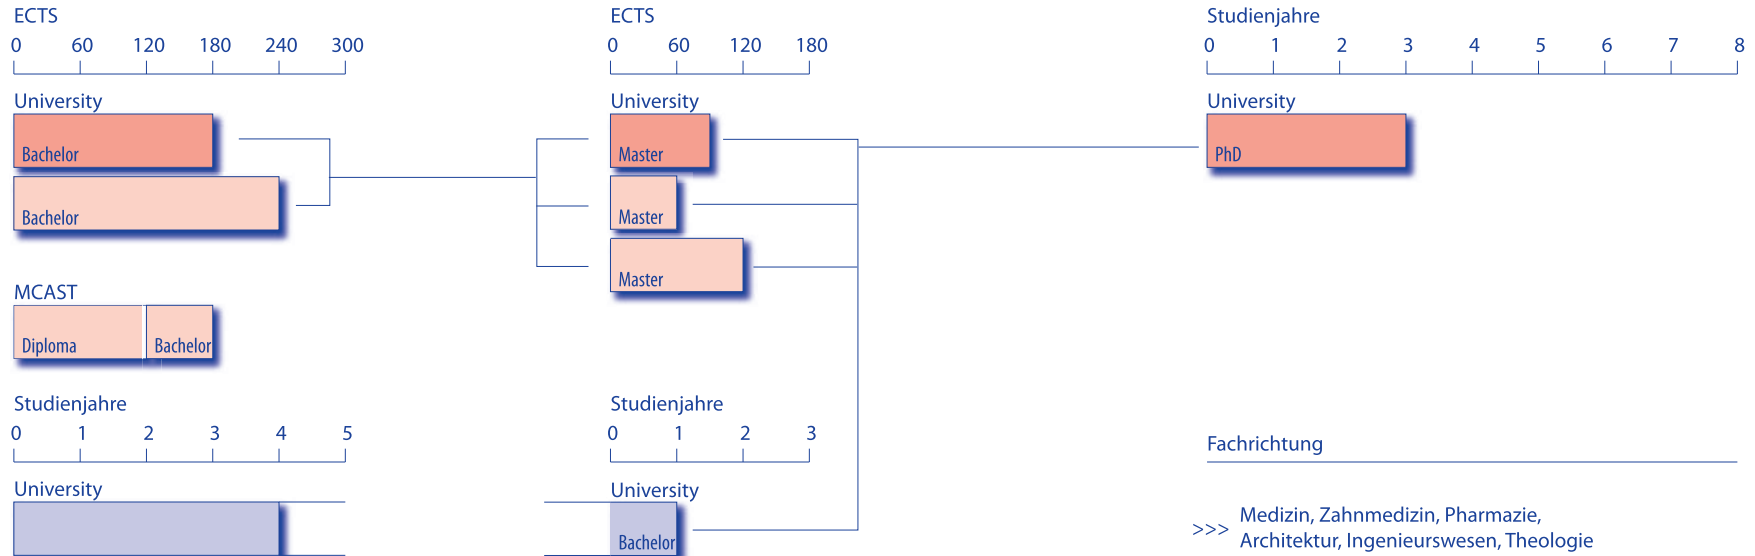 ECTS
0 60 120 180 240 300
University
Bachelor
Bachelor
MCAST
Diploma Bachelor
Studienjahre
0 1 2 3 4 5
University
ECTS
0 60 120 180
University
Master
Master
Master
Studienjahre
0 1 2 3
University
Bachelor
Studienjahre
0 1 2 3 4 5 6 7 8
University
PhD
Fachrichtung
>>> Medizin, Zahnmedizin, Pharmazie,
Architektur, Ingenieurswesen, Theologie